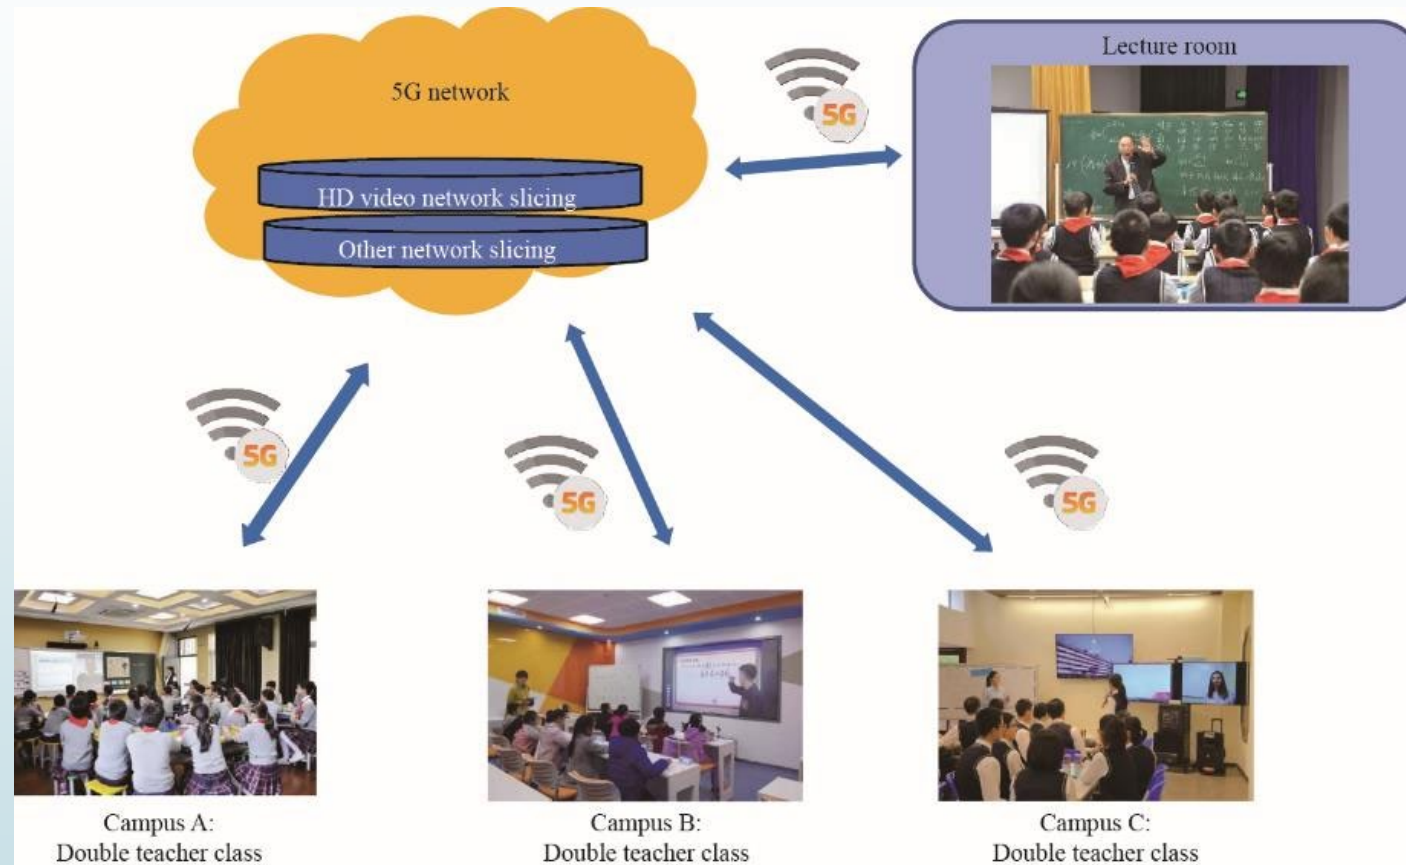 5G network
HD video network slicing
Other network slicing
5G
Lecture room
5G
5G
5G
Campus A:
Double teacher class
Campus B:
Double teacher class
Campus C:
Double teacher class